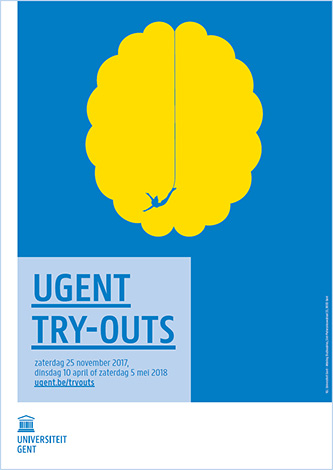 UGENT
TRY-OUTS
zaterdag 25 november 2017,
dinsdag 10 april of zaterdag 5 mei 2018
ugent.be/tryouts
UNIVERSITEIT
GENT